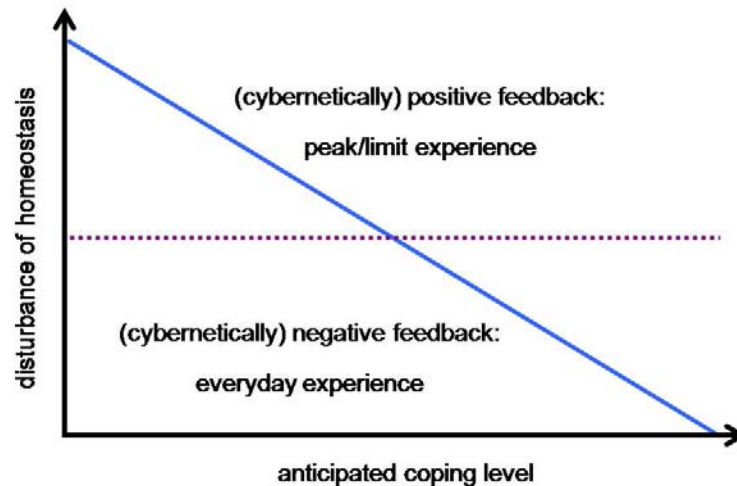 (cybernetically) positive feedback:
peak/limit experience
disturbance of homeostasis
(cybernetically) negative feedback:
everyday experience
anticipated coping level